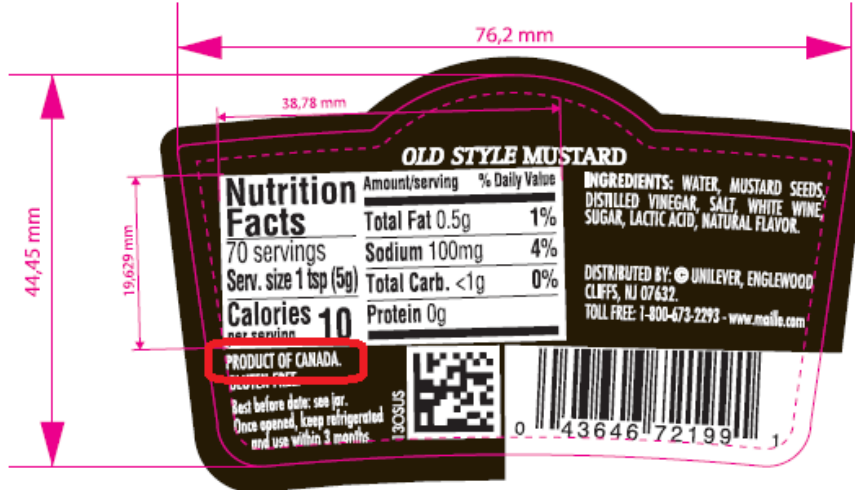 76,2 mm
44,45 mm
38,78 mm
19,629 mm
OLD STYLE MUSTARD
Nutrition
Facts
70 servings
Serv. size 1 tsp (5g)
Calories 10
per serving
Amount/serving % Daily Value
Total Fat 0.5g 1%
Sodium 100mg 4%
Total Carb. <1g 0%
Protein 0g
INGREDIENTS: WATER, MUSTARD SEEDS,
DISTILLED VINEGAR, SALT, WHITE WINE,
SUGAR, LACTIC ACID, NATURAL FLAVOR.
DISTRIBUTED BY: © UNILEVER, ENGLEWOOD
CLIFFS, NJ 07632.
TOLL FREE: 1-800-673-2293 - www.maille.com
PRODUCT OF CANADA.
GLUTEN FREE.
Best before date: see jar.
Once opened, keep refrigerated
and use within 3 months.
13OSUS
0 43646 72199 1